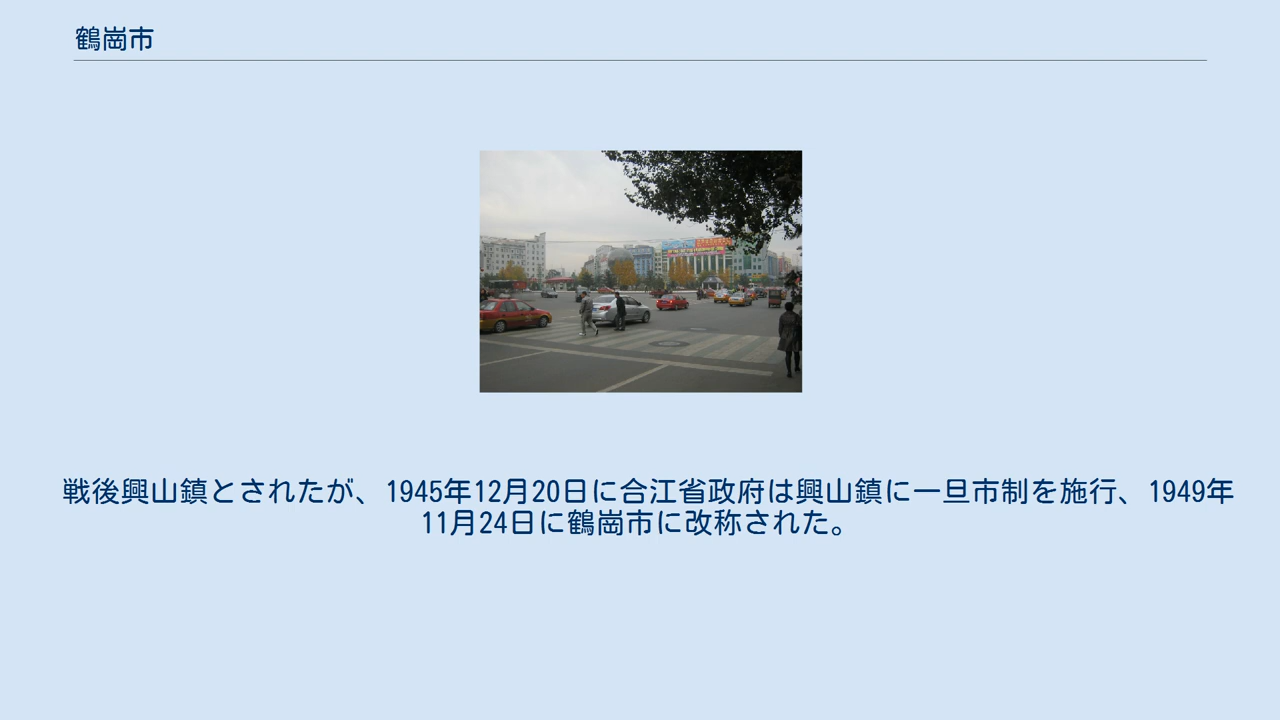 鶴崗市
戦後興山鎮とされたが、1945年12月20日に合江省政府は興山鎮に一旦市制を施行、1949年
11月24日に鶴崗市に改称された。